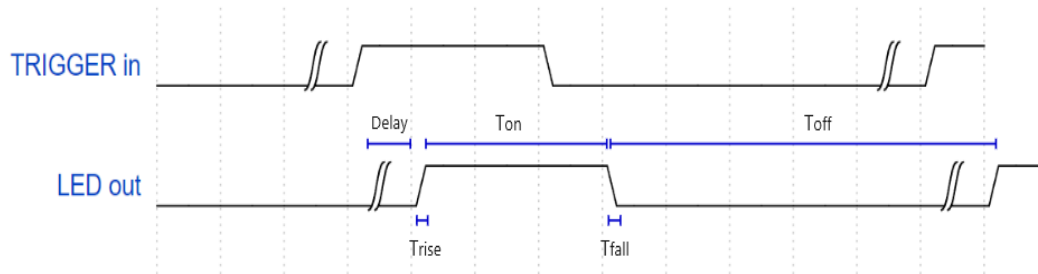 TRIGGER in
Delay
Ton
Toff
LED out
Trise
Tfall